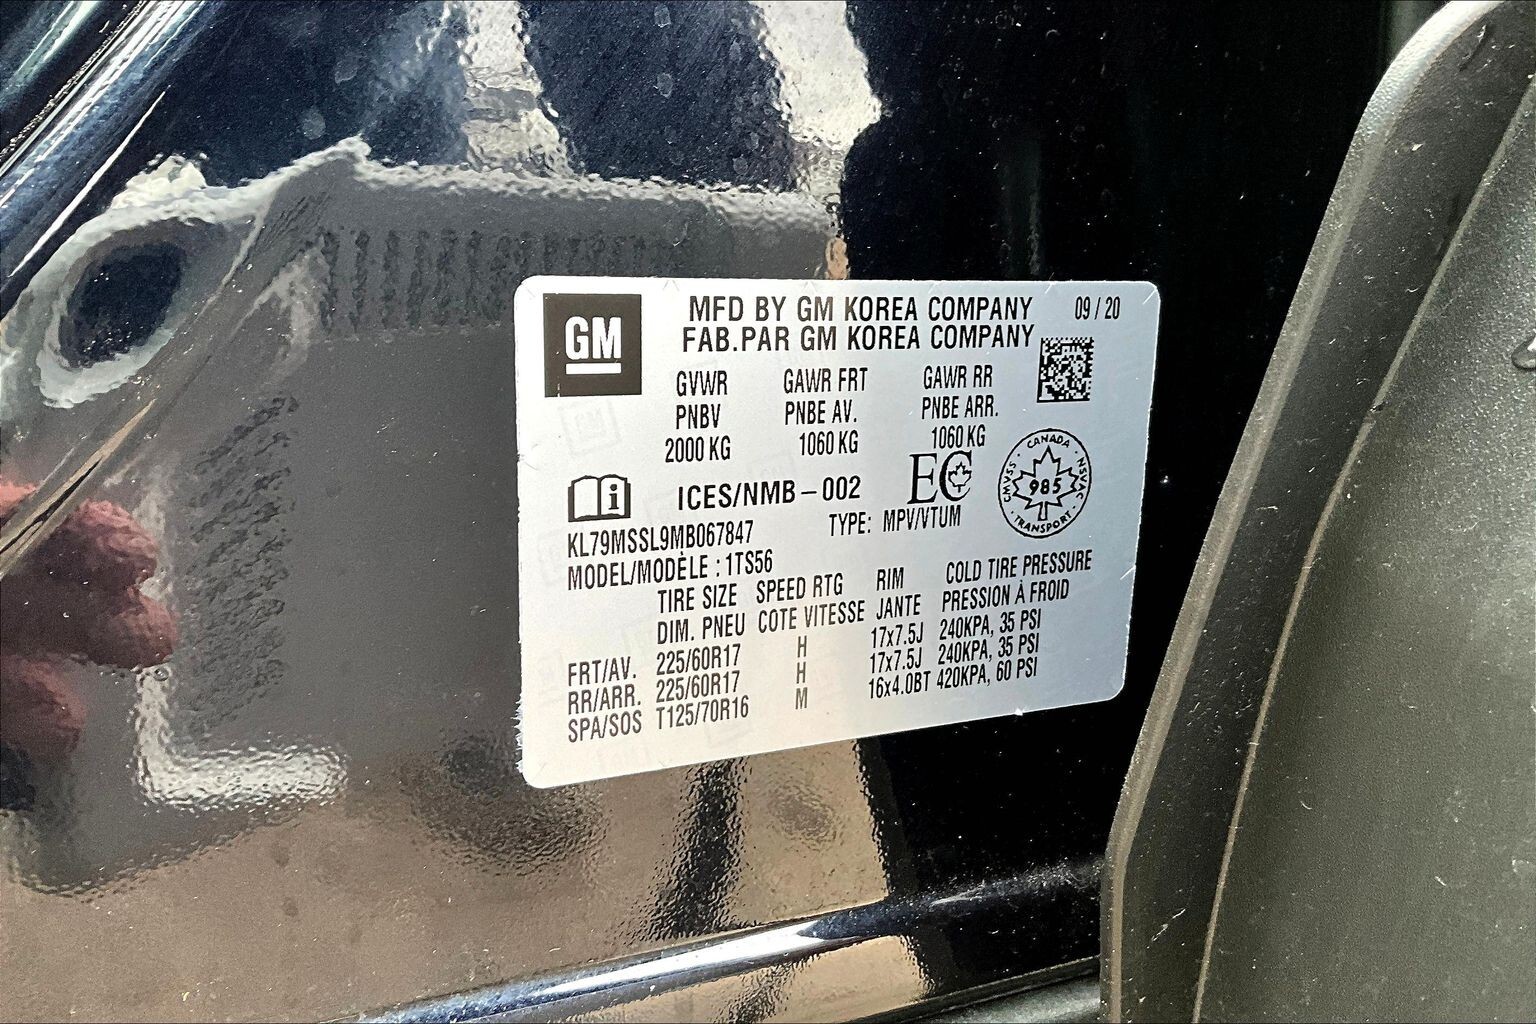 GM
MFD BY GM KOREA COMPANY 09/20
FAB.PAR GM KOREA COMPANY
GVWR GAWR FRT GAWR RR
PNBV PNBE AV. PNBE ARR.
2000 KG 1060 KG 1060 KG
ICES/NMB-002 EC
CANADA
CMVSS 985 NSVAC
TRANSPORT
KL79MSSL9MB067847 TYPE: MPV/VTUM
MODEL/MODÈLE : 1TS56
TIRE SIZE SPEED RTG RIM COLD TIRE PRESSURE
DIM. PNEU COTE VITESSE JANTE PRESSION À FROID
FRT/AV. 225/60R17 H 17x7.5J 240KPA, 35 PSI
RR/ARR. 225/60R17 H 17x7.5J 240KPA, 35 PSI
SPA/SOS T125/70R16 M 16x4.0BT 420KPA, 60 PSI